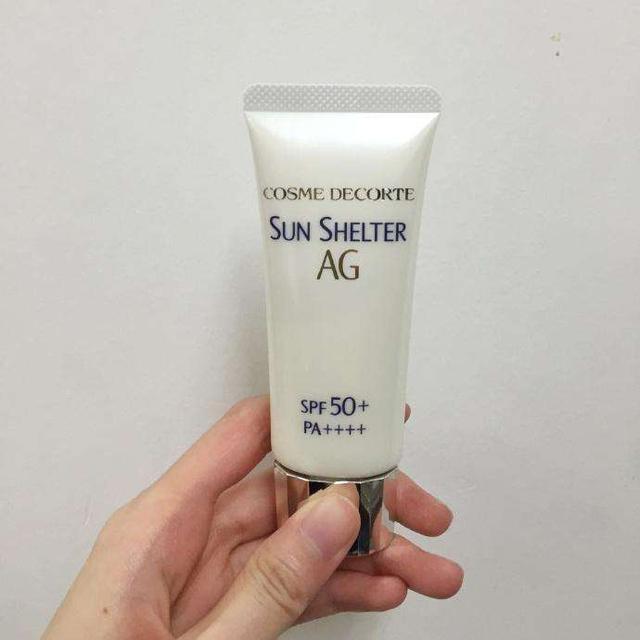 COSME DECORTE
SUN SHELTER
AG
SPF 50+
PA++++